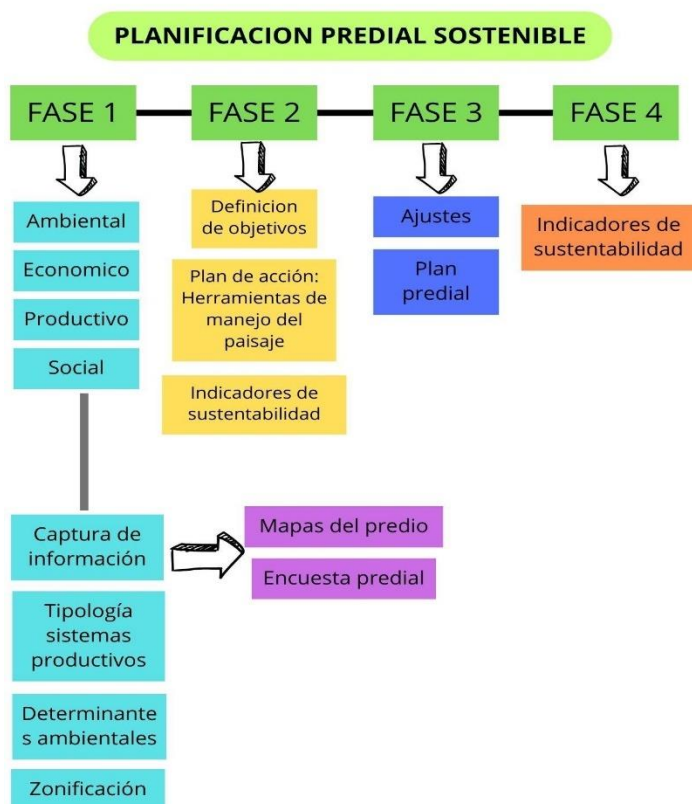 PLANIFICACION PREDIAL SOSTENIBLE
FASE 1
FASE 2
FASE 3
FASE 4
Ambiental
Economico
Productivo
Social
Definicion
de objetivos
Plan de acción:
Herramientas de
manejo del
paisaje
Indicadores de
sustentabilidad
Ajustes
Plan
predial
Indicadores de
sustentabilidad
Captura de
información
Mapas del predio
Encuesta predial
Tipología
sistemas
productivos
Determinante
s ambientales
Zonificación